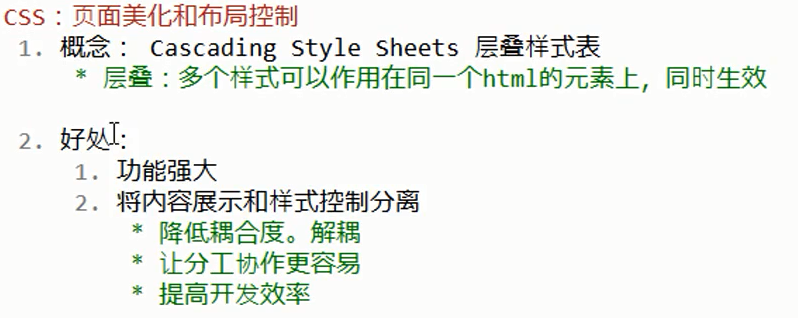 CSS：页面美化和布局控制
1. 概念： Cascading Style Sheets 层叠样式表
* 层叠：多个样式可以作用在同一个html的元素上，同时生效
2. 好处：
1. 功能强大
2. 将内容展示和样式控制分离
* 降低耦合度。解耦
* 让分工协作更容易
* 提高开发效率